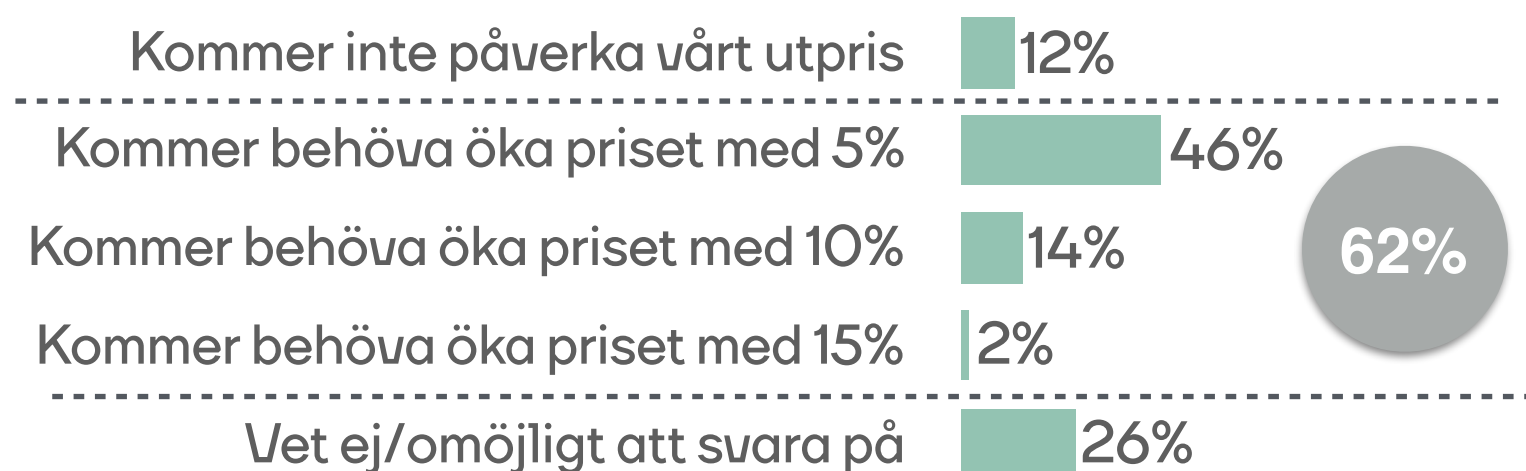 Kommer inte påverka vårt utpris 12%
Kommer behöva öka priset med 5% 46%
Kommer behöva öka priset med 10% 14%
62%
Kommer behöva öka priset med 15% 2%
Vet ej/omöjligt att svara på 26%